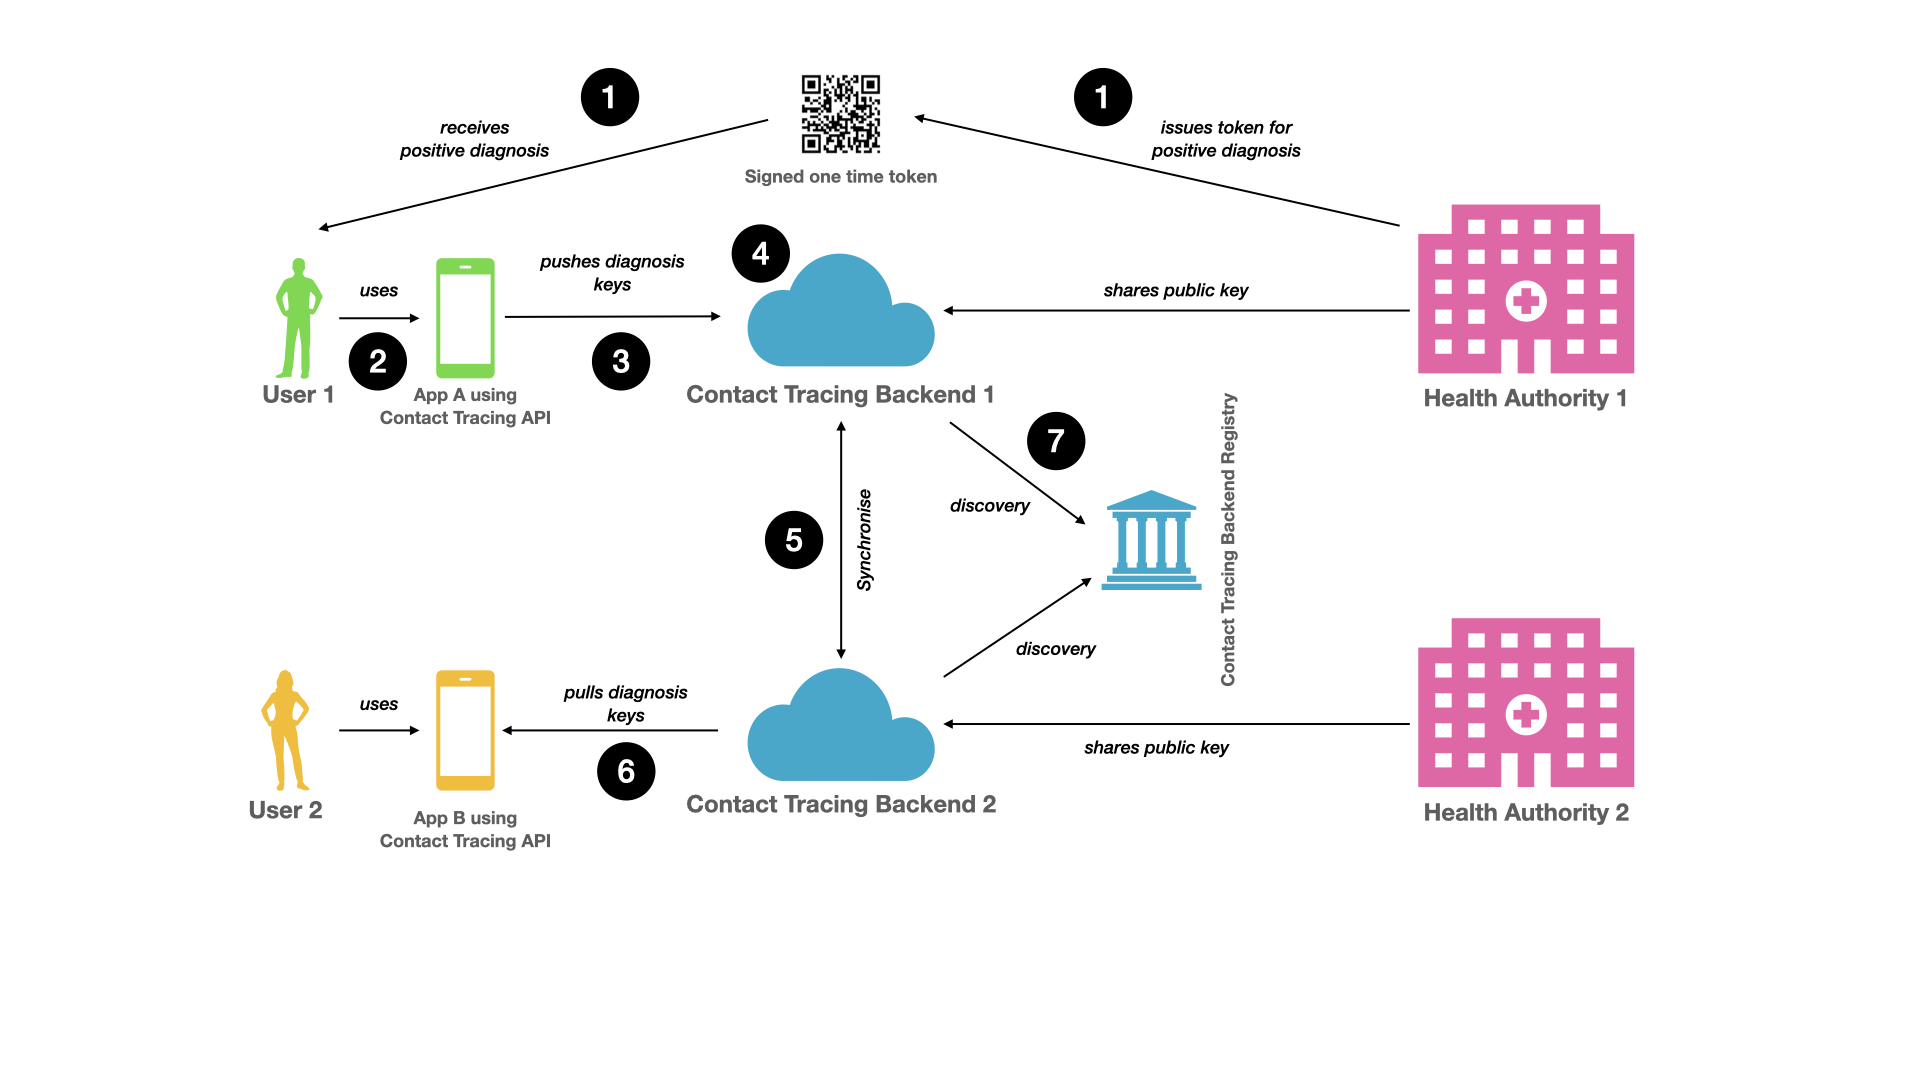 1
1
receives
positive diagnosis
issues token for
positive diagnosis
Signed one time token
4
pushes diagnosis
keys
uses
shares public key
2
3
User 1
App A using
Contact Tracing API
Contact Tracing Backend 1
Health Authority 1
7
discovery
5
Synchronise
Contact Tracing Backend Registry
discovery
uses
pulls diagnosis
keys
shares public key
6
User 2
App B using
Contact Tracing API
Contact Tracing Backend 2
Health Authority 2